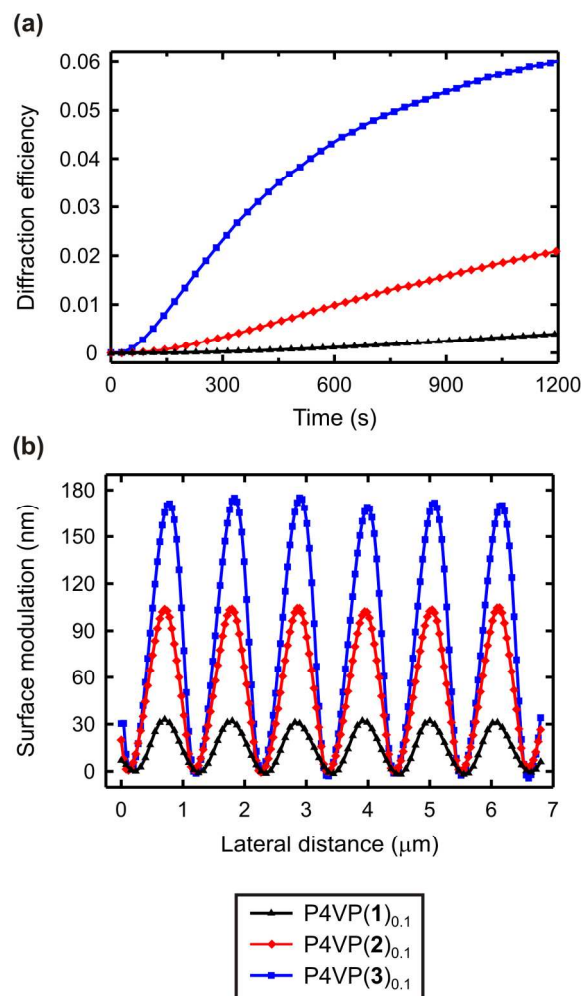 (a)
0.06
0.05
0.04
0.03
0.02
0.01
0
Diffraction efficiency
0 300 600 900 1200
Time (s)
(b)
180
150
120
90
60
30
0
Surface modulation (nm)
0 1 2 3 4 5 6 7
Lateral distance (μm)
P4VP(1)0.1
P4VP(2)0.1
P4VP(3)0.1